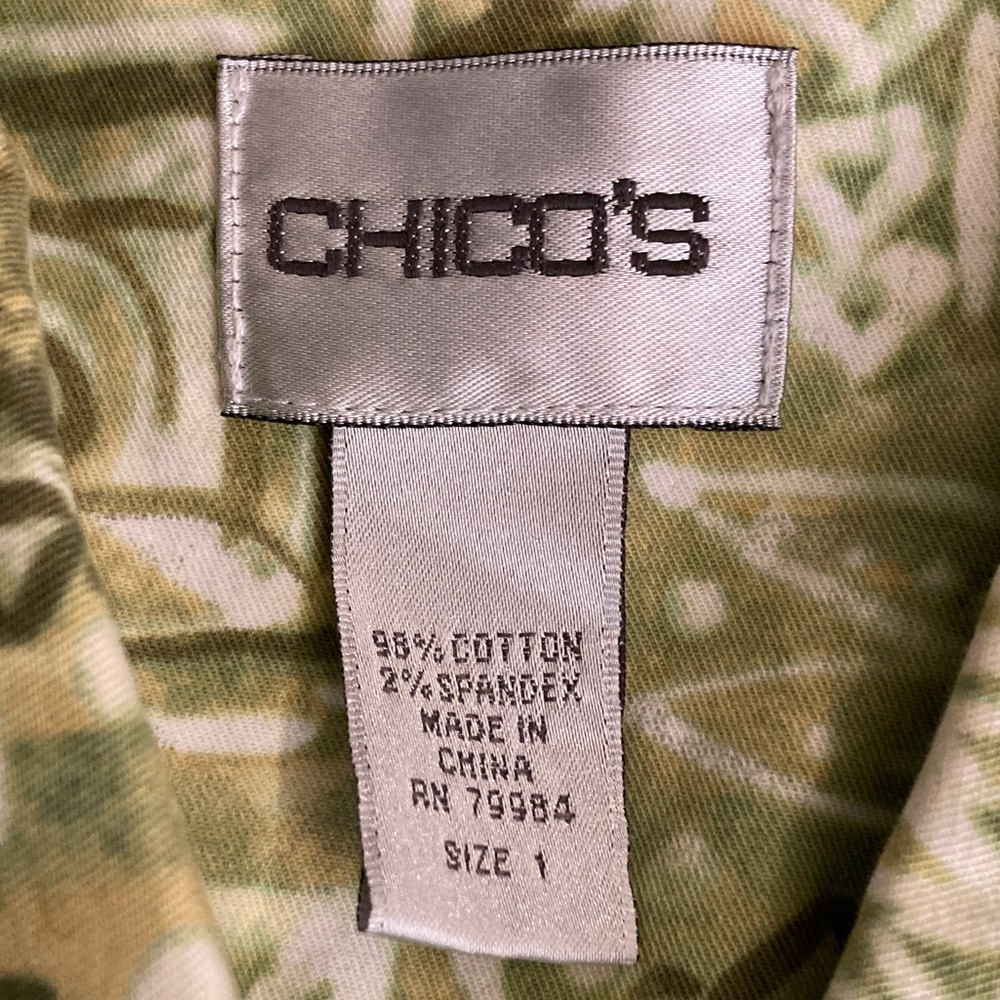 CHICO'S
98% COTTON
2% SPANDEX
MADE IN
CHINA
RN 79984
SIZE 1